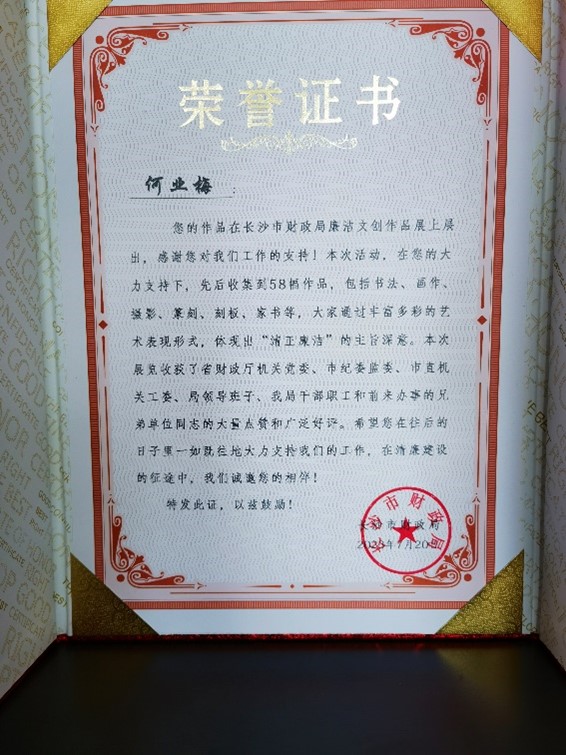 荣誉证书
何业梅：
您的作品在长沙市财政局廉洁文创作品展上展
出，感谢您对我们工作的支持！本次活动，在您的大
力支持下，先后收集到58幅作品，包括书法、画作、
摄影、篆刻、刻板、家书等，大家通过丰富多彩的艺
术表现形式，体现出“清正廉洁”的主旨深意。本次
展览收获了省财政厅机关党委、市纪委监委、市直机
关工委、局领导班子、我局干部职工和前来办事的兄
弟单位同志的大量点赞和广泛好评。希望您在往后的
日子里一如既往地大力支持我们的工作，在清廉建设
的征途中，我们诚邀您的相伴！
特发此证，以兹鼓励！
长沙市财政局